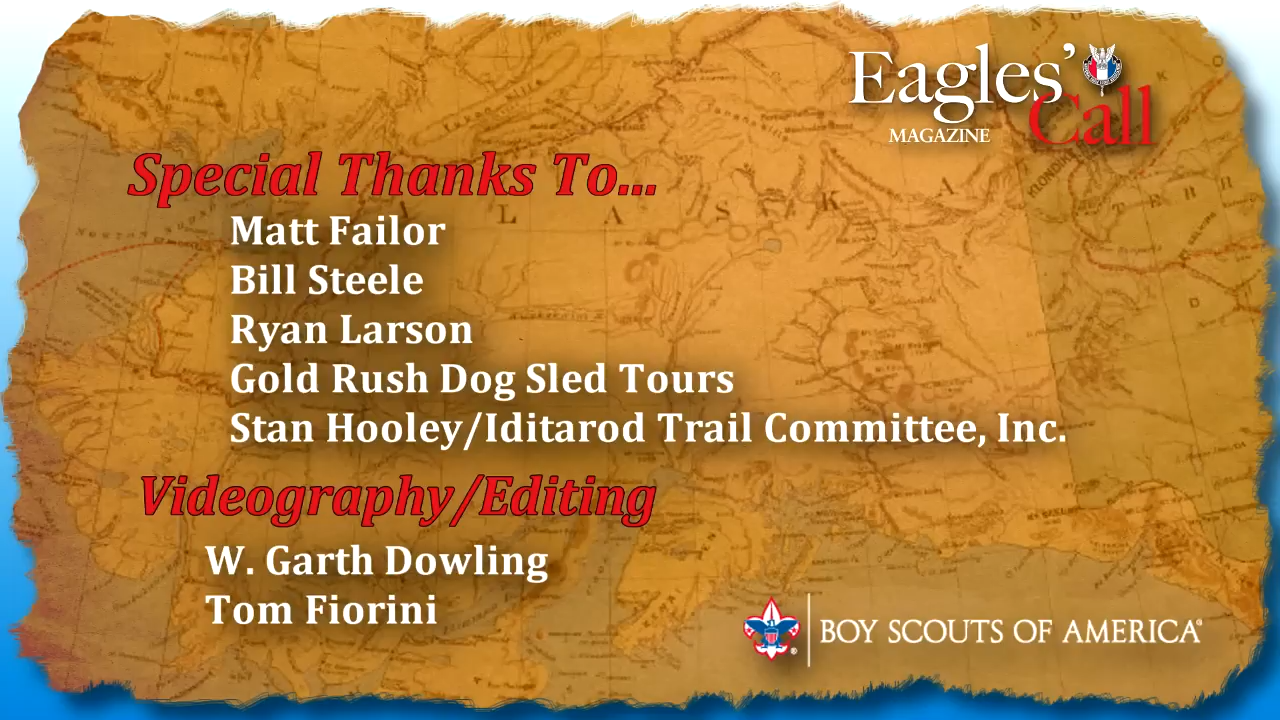 Eagles'
Call
MAGAZINE
Special Thanks To...
A L A S K A
Matt Failor
Bill Steele
Ryan Larson
Gold Rush Dog Sled Tours
Stan Hooley/Iditarod Trail Committee, Inc.
Videography/Editing
W. Garth Dowling
Tom Fiorini
BOY SCOUTS OF AMERICA®
KLONDIKE